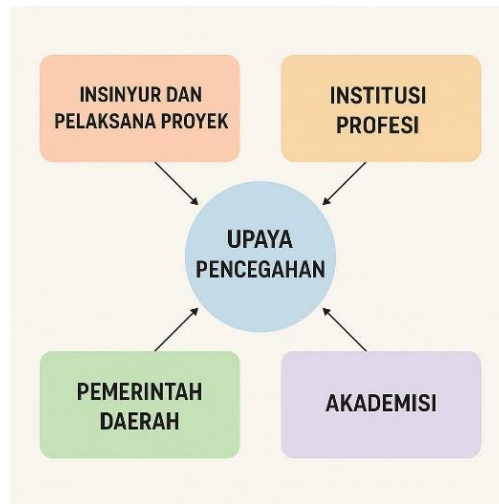 INSINYUR DAN
PELAKSANA PROYEK
INSTITUSI
PROFESI
UPAYA
PENCEGAHAN
PEMERINTAH
DAERAH
AKADEMISI